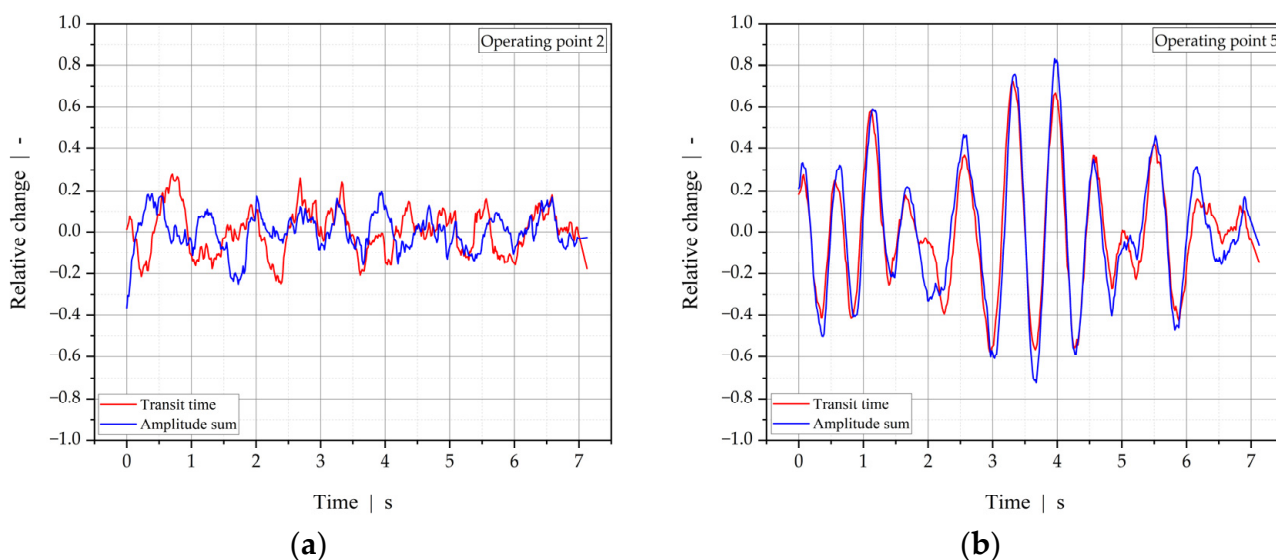 1.0
0.8
0.6
0.4
0.2
0.0
−0.2
−0.4
−0.6
−0.8
−1.0
Relative change | -
Operating point 2
Transit time
Amplitude sum
0 1 2 3 4 5 6 7
Time | s
(a)
1.0
0.8
0.6
0.4
0.2
0.0
−0.2
−0.4
−0.6
−0.8
−1.0
Relative change | -
Operating point 5
Transit time
Amplitude sum
0 1 2 3 4 5 6 7
Time | s
(b)